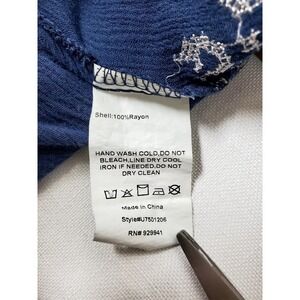 Shell:100%Rayon
HAND WASH COLD,DO NOT
BLEACH,LINE DRY COOL
IRON IF NEEDED.DO NOT
DRY CLEAN
Made in China
Style#U7501206
RN# 929941